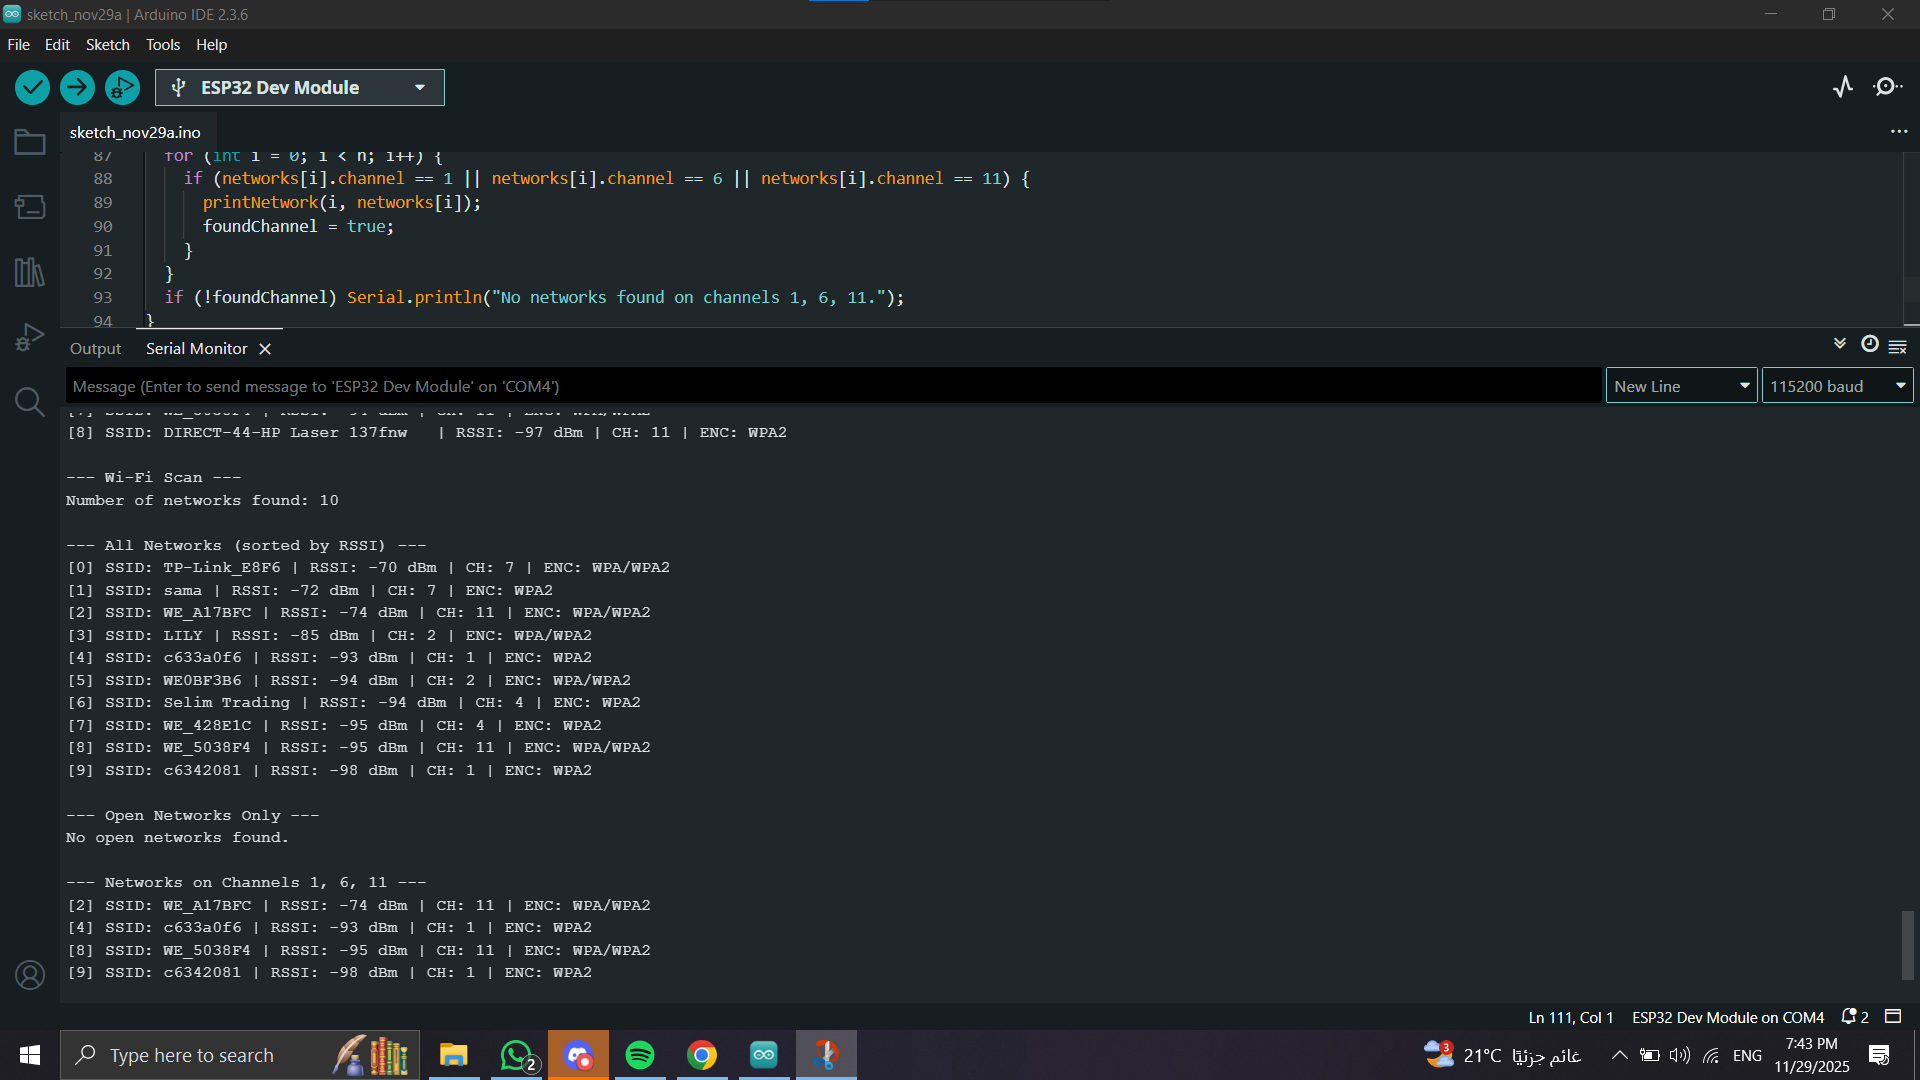 sketch_nov29a | Arduino IDE 2.3.6
File Edit Sketch Tools Help
ESP32 Dev Module
sketch_nov29a.ino
87 for (int i = 0; i < n; i++) {
88 if (networks[i].channel == 1 || networks[i].channel == 6 || networks[i].channel == 11) {
89 printNetwork(i, networks[i]);
90 foundChannel = true;
91 }
92 }
93 if (!foundChannel) Serial.println("No networks found on channels 1, 6, 11.");
94 }
Output Serial Monitor
Message (Enter to send message to 'ESP32 Dev Module' on 'COM4')
New Line
115200 baud
[8] SSID: DIRECT-44-HP Laser 137fnw | RSSI: -97 dBm | CH: 11 | ENC: WPA2
--- Wi-Fi Scan ---
Number of networks found: 10
--- All Networks (sorted by RSSI) ---
[0] SSID: TP-Link_E8F6 | RSSI: -70 dBm | CH: 7 | ENC: WPA/WPA2
[1] SSID: sama | RSSI: -72 dBm | CH: 7 | ENC: WPA2
[2] SSID: WE_A17BFC | RSSI: -74 dBm | CH: 11 | ENC: WPA/WPA2
[3] SSID: LILY | RSSI: -85 dBm | CH: 2 | ENC: WPA/WPA2
[4] SSID: c633a0f6 | RSSI: -93 dBm | CH: 1 | ENC: WPA2
[5] SSID: WE0BF3B6 | RSSI: -94 dBm | CH: 2 | ENC: WPA/WPA2
[6] SSID: Selim Trading | RSSI: -94 dBm | CH: 4 | ENC: WPA2
[7] SSID: WE_428E1C | RSSI: -95 dBm | CH: 4 | ENC: WPA2
[8] SSID: WE_5038F4 | RSSI: -95 dBm | CH: 11 | ENC: WPA/WPA2
[9] SSID: c6342081 | RSSI: -98 dBm | CH: 1 | ENC: WPA2
--- Open Networks Only ---
No open networks found.
--- Networks on Channels 1, 6, 11 ---
[2] SSID: WE_A17BFC | RSSI: -74 dBm | CH: 11 | ENC: WPA/WPA2
[4] SSID: c633a0f6 | RSSI: -93 dBm | CH: 1 | ENC: WPA2
[8] SSID: WE_5038F4 | RSSI: -95 dBm | CH: 11 | ENC: WPA/WPA2
[9] SSID: c6342081 | RSSI: -98 dBm | CH: 1 | ENC: WPA2
Ln 111, Col 1 ESP32 Dev Module on COM4 2
Type here to search
2
3
21°C غائم جزئيًا
ENG
7:43 PM
11/29/2025